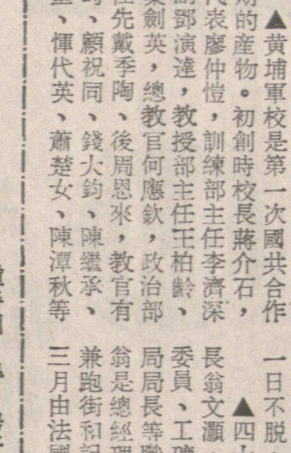 ▲黄埔軍校是第一次國共合作
期的産物。初創時校長蔣介石，
代表廖仲愷，訓練部主任李濟深
副鄧演達，教授部主任王柏齡、
劍英，總教官何應欽，政治部
任先戴季陶、後周恩來，教官有
、顧祝同、錢大鈞、陳繼承、
、惲代英、蕭楚女、陳潭秋等
一日不脱
▲四
長翁文灝
委員、工礦
局局長等職
翁是總經理
兼跑街和記
三月由法國